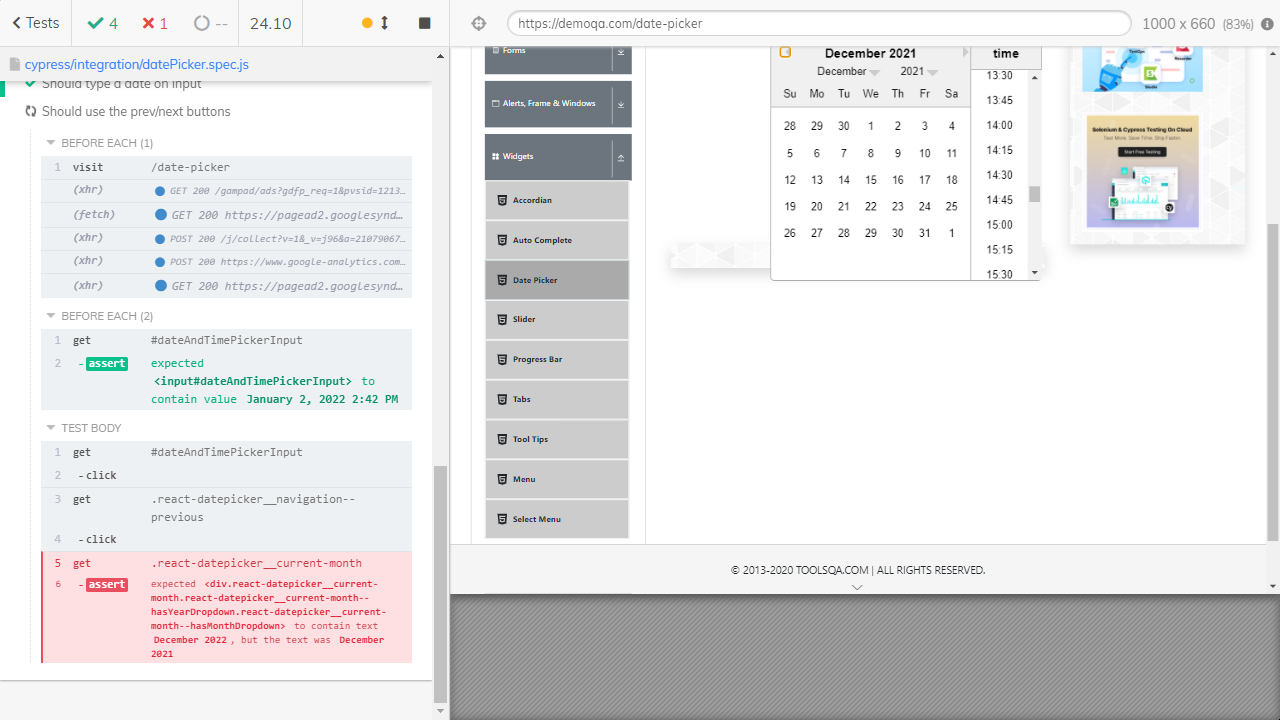 Tests
4
1
--
24.10
https://demoqa.com/date-picker
1000 x 660 (83%)
cypress/integration/datePicker.spec.js
Should type a date on input
Should use the prev/next buttons
BEFORE EACH (1)
1 visit /date-picker
(xhr) GET 200 /gampad/ads?gdfp_req=1&pvsid=1213…
(fetch) GET 200 https://pagead2.googlesynd…
(xhr) POST 200 /j/collect?v=1&_v=j96&a=21079067…
(xhr) POST 200 https://www.google-analytics.com…
(xhr) GET 200 https://pagead2.googlesynd…
BEFORE EACH (2)
1 get #dateAndTimePickerInput
2 -assert expected
<input#dateAndTimePickerInput> to
contain value January 2, 2022 2:42 PM
TEST BODY
1 get #dateAndTimePickerInput
2 -click
3 get .react-datepicker__navigation--
previous
4 -click
5 get .react-datepicker__current-month
6 -assert expected <div.react-datepicker__current-
month.react-datepicker__current-month--
hasYearDropdown.react-datepicker__current-
month--hasMonthDropdown> to contain text
December 2022, but the text was December
2021
Forms
Alerts, Frame & Windows
Widgets
Accordian
Auto Complete
Date Picker
Slider
Progress Bar
Tabs
Tool Tips
Menu
Select Menu
December 2021
December 2021
Su Mo Tu We Th Fr Sa
28 29 30 1 2 3 4
5 6 7 8 9 10 11
12 13 14 15 16 17 18
19 20 21 22 23 24 25
26 27 28 29 30 31 1
time
13:30
13:45
14:00
14:15
14:30
14:45
15:00
15:15
15:30
Selenium & Cypress Testing On Cloud
Test More. Save Time. Ship Faster.
Start Free Testing
© 2013-2020 TOOLSQA.COM | ALL RIGHTS RESERVED.